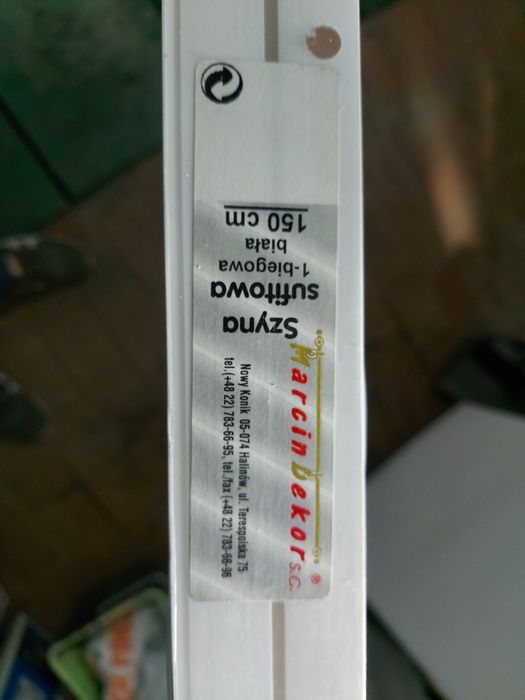 Szyna
sufitowa
1-biegowa
biała
150 cm
MarcinDekor s.c.®
Nowy Konik 05-074 Halinów, ul. Terespolska 75
tel.(+48 22) 783-66-95, tel./fax (+48 22) 783-66-96